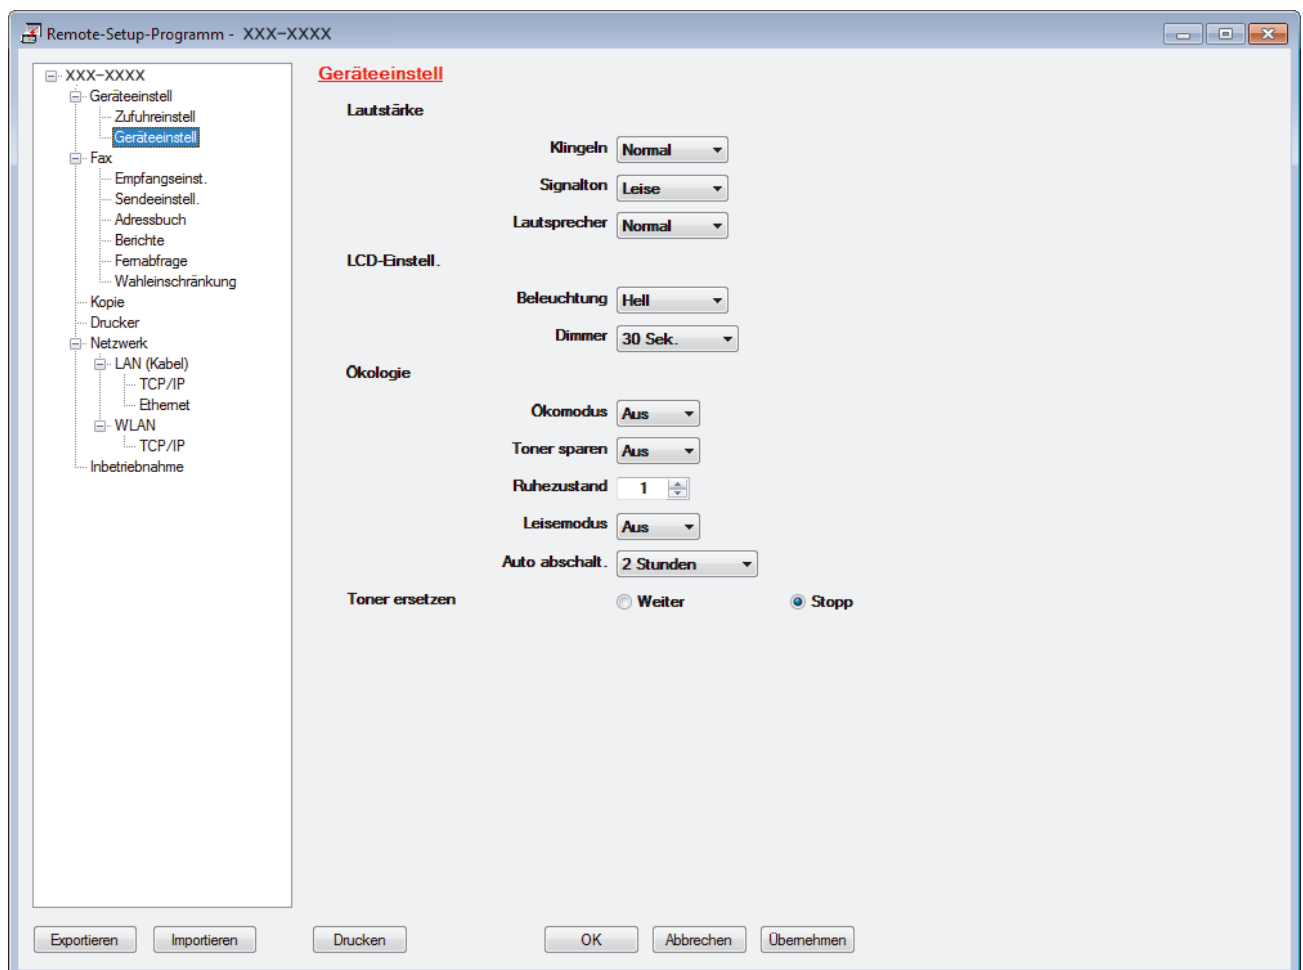 Remote-Setup-Programm - XXX-XXXX
XXX-XXXX
Geräteeinstell
Zufuhreinstell
Geräteeinstell
Fax
Empfangseinst.
Sendeeinstell.
Adressbuch
Berichte
Fernabfrage
Wahleinschränkung
Kopie
Drucker
Netzwerk
LAN (Kabel)
TCP/IP
Ethernet
WLAN
TCP/IP
Inbetriebnahme
Geräteeinstell
Lautstärke
Klingeln Normal
Signalton Leise
Lautsprecher Normal
LCD-Einstell.
Beleuchtung Hell
Dimmer 30 Sek.
Ökologie
Ökomodus Aus
Toner sparen Aus
Ruhezustand 1
Leisemodus Aus
Auto abschalt. 2 Stunden
Toner ersetzen Weiter Stopp
Exportieren Importieren Drucken OK Abbrechen Übernehmen